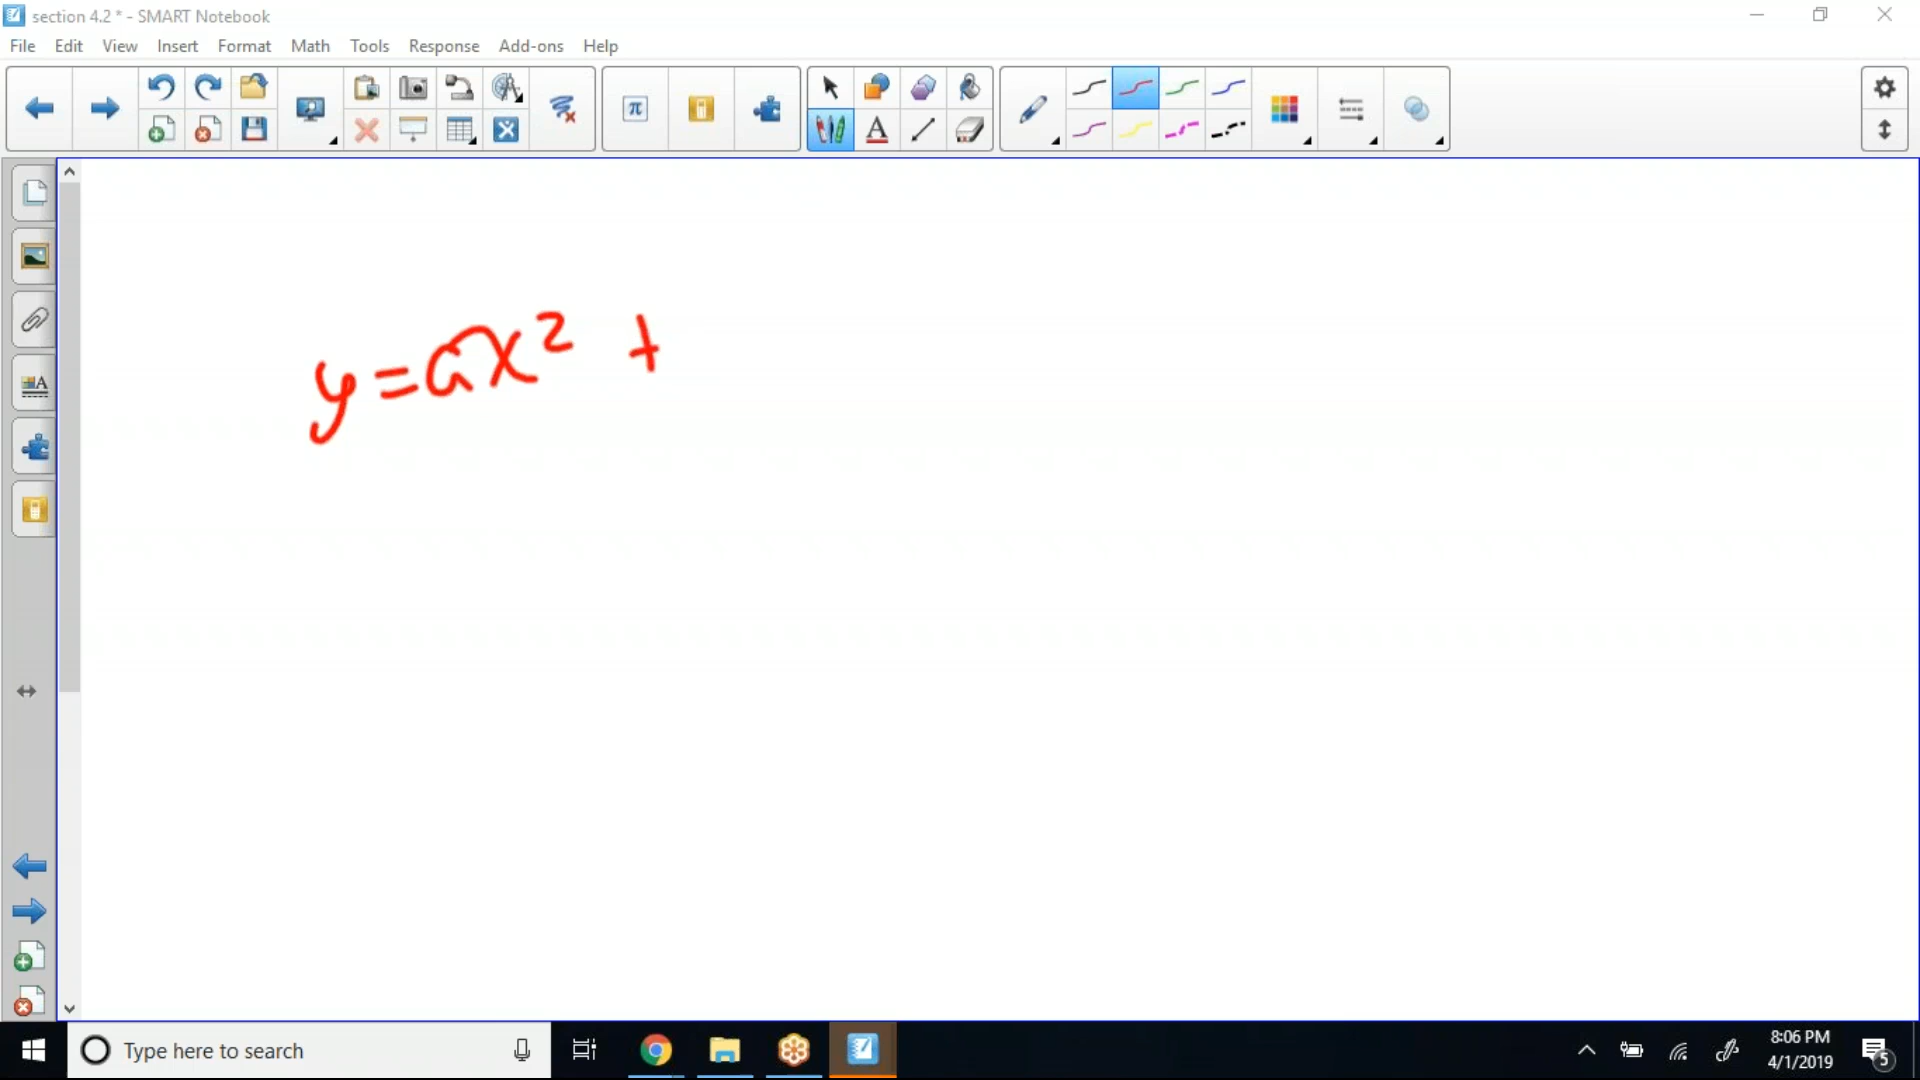 section 4.2 * - SMART Notebook
File Edit View Insert Format Math Tools Response Add-ons Help
π
A
A
y = ax² +
Type here to search
8:06 PM
4/1/2019
5